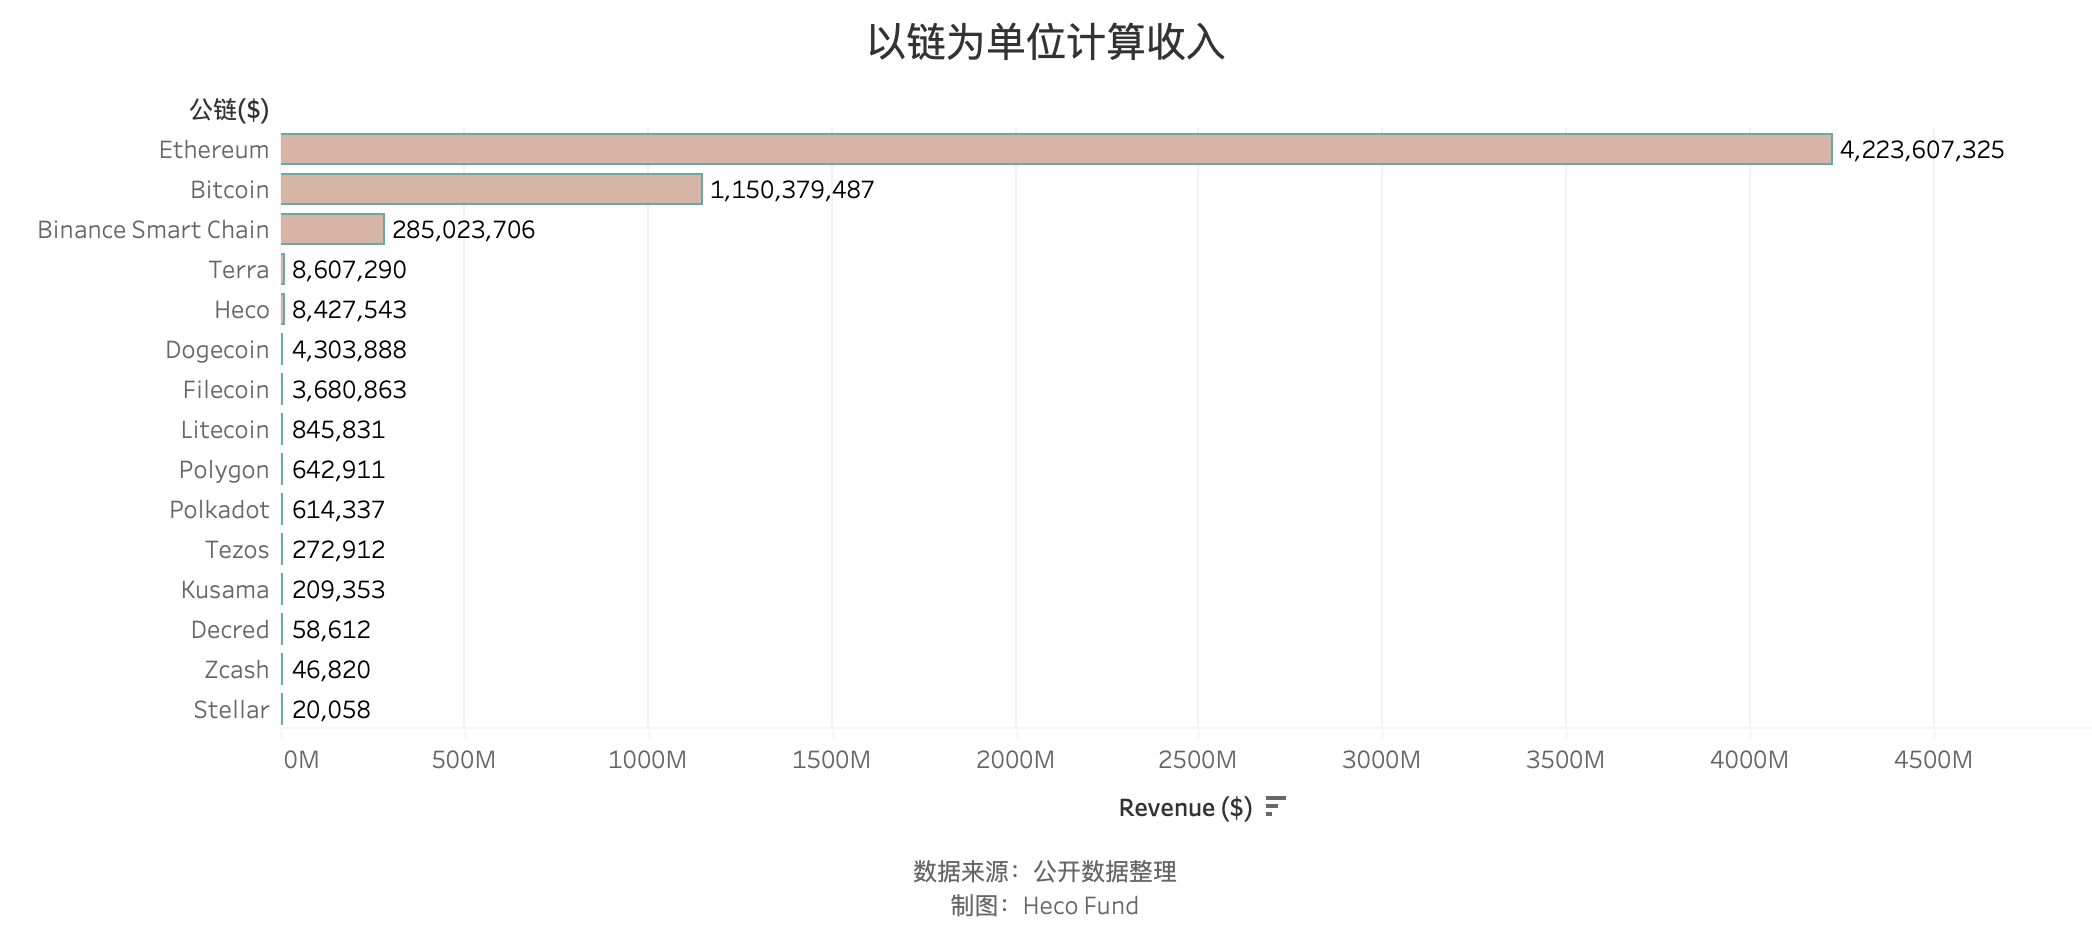 以链为单位计算收入
公链($)
Ethereum 4,223,607,325
Bitcoin 1,150,379,487
Binance Smart Chain 285,023,706
Terra 8,607,290
Heco 8,427,543
Dogecoin 4,303,888
Filecoin 3,680,863
Litecoin 845,831
Polygon 642,911
Polkadot 614,337
Tezos 272,912
Kusama 209,353
Decred 58,612
Zcash 46,820
Stellar 20,058
0M 500M 1000M 1500M 2000M 2500M 3000M 3500M 4000M 4500M
Revenue ($)
数据来源：公开数据整理
制图：Heco Fund